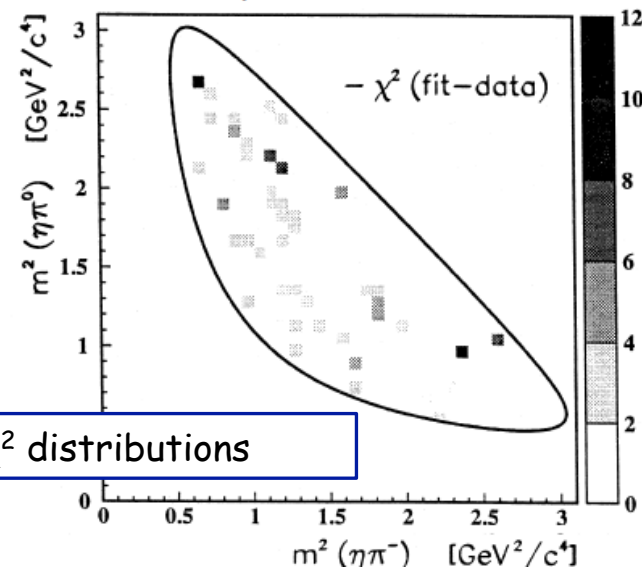 − χ² (fit−data)
m² (ηπ⁰) [GeV²/c⁴]
3
2.5
2
1.5
1
0
0 0.5 1 1.5 2 2.5 3
m² (ηπ⁻) [GeV²/c⁴]
12
10
8
6
4
2
0
² distributions